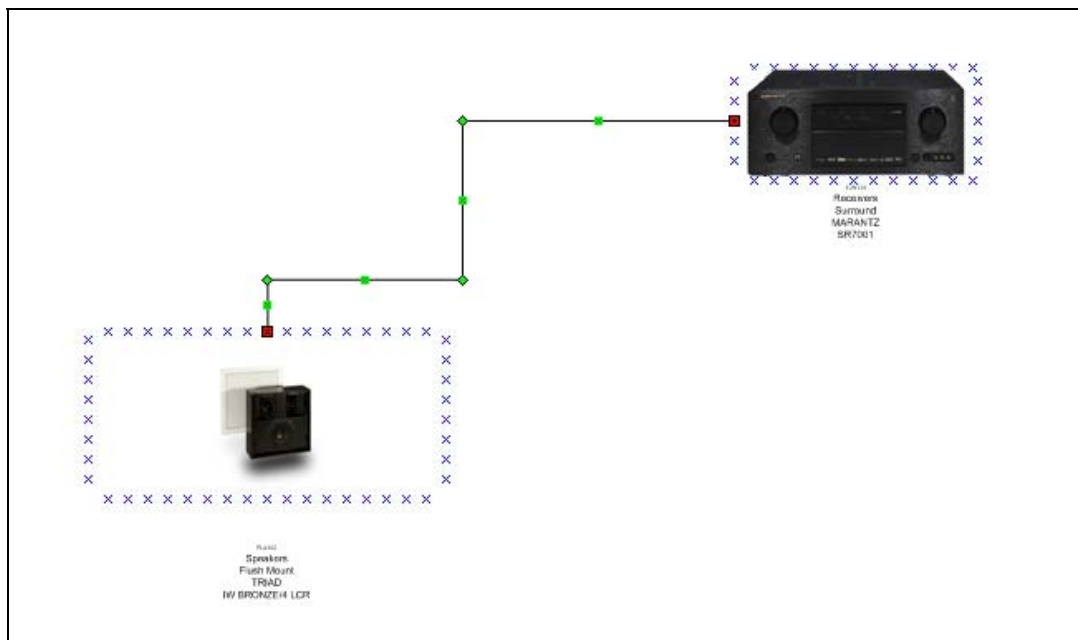 Receivers
Surround
MARANTZ
SR7001
Speakers
Flush Mount
TRIAD
IW BRONZE/4 LCR